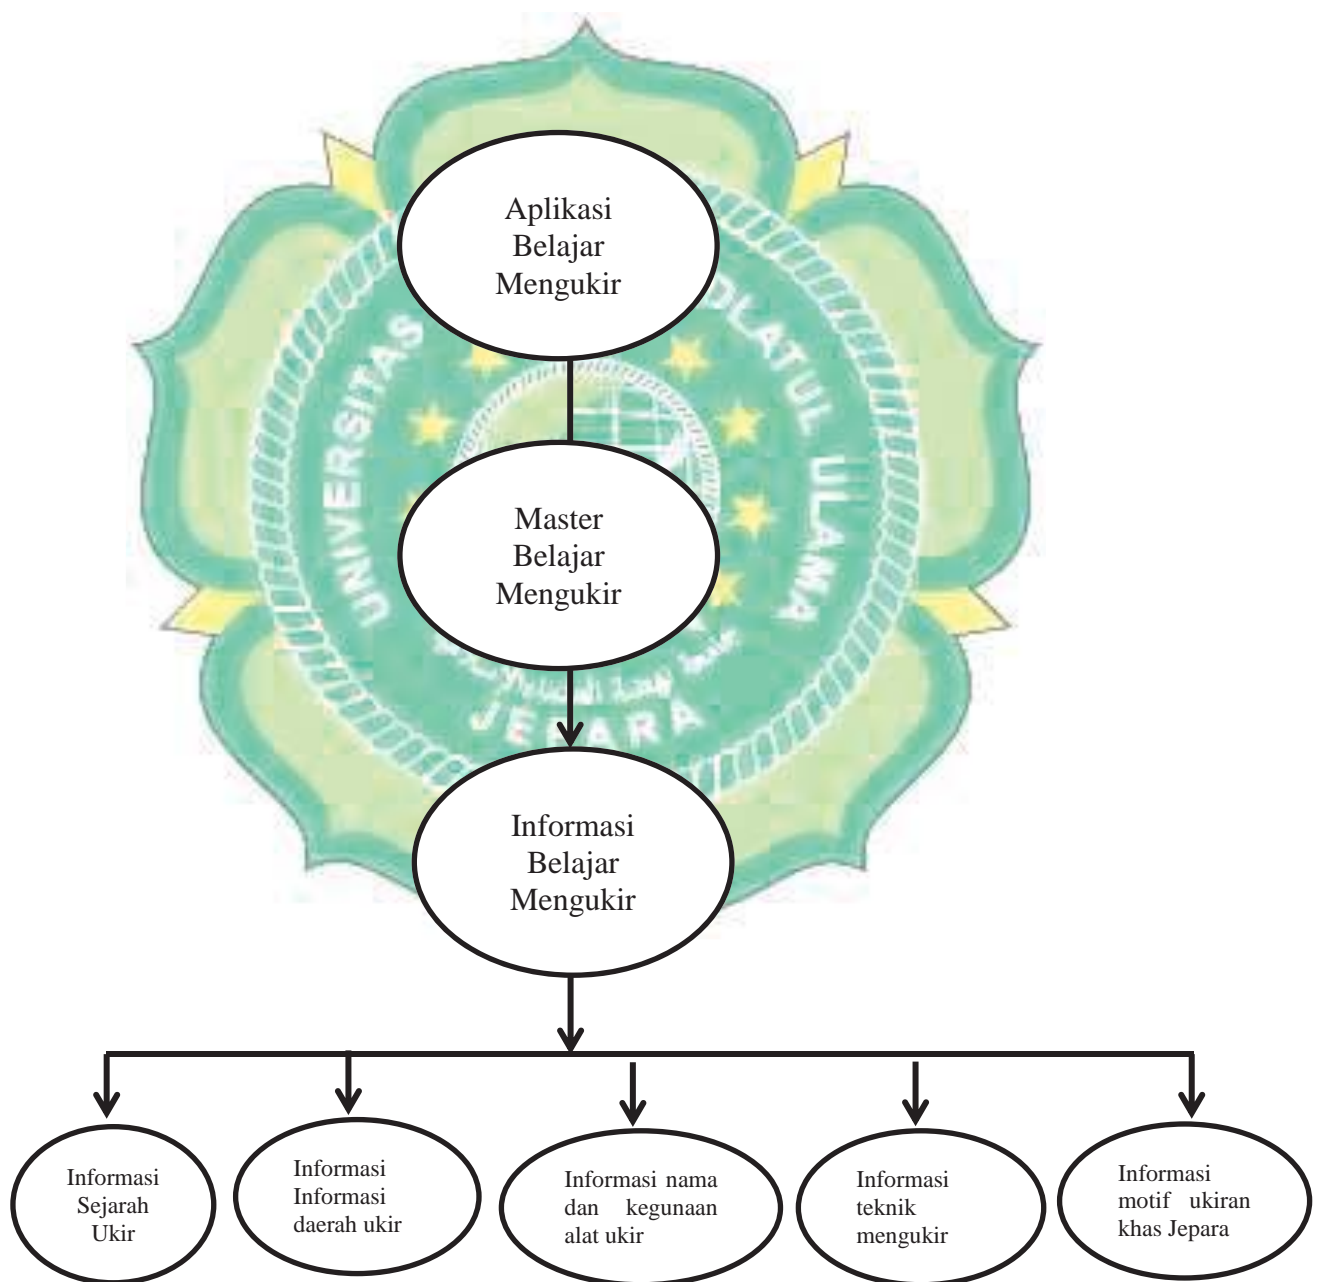 Aplikasi
Belajar
Mengukir
UNIVERSITAS
OLATUL ULAMA
Master
Belajar
Mengukir
JEPARA
Informasi
Belajar
Mengukir
Informasi
Sejarah
Ukir
Informasi
Informasi
daerah ukir
Informasi nama
dan kegunaan
alat ukir
Informasi
teknik
mengukir
Informasi
motif ukiran
khas Jepara